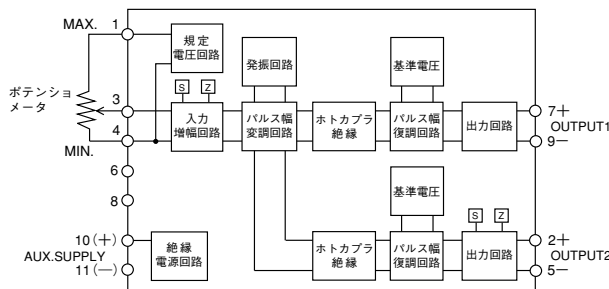 MAX. 1
規定
電圧回路
発振回路
基準電圧
ポテンショ
メータ
S Z
3
入力
増幅回路
パルス幅
変調回路
ホトカプラ
絶縁
パルス幅
復調回路
出力回路
7+
OUTPUT1
9−
4
MIN.
6
8
基準電圧
S Z
10(+)
AUX.SUPPLY
11(−)
絶縁
電源回路
ホトカプラ
絶縁
パルス幅
復調回路
出力回路
2+
OUTPUT2
5−